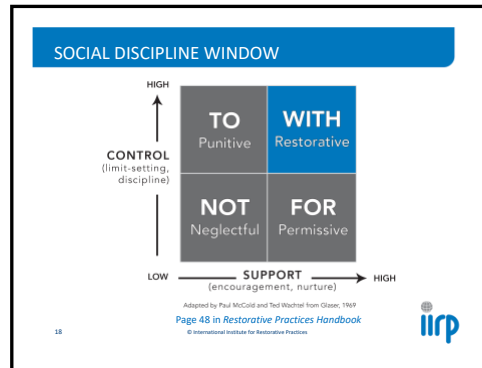 SOCIAL DISCIPLINE WINDOW
HIGH
TO
Punitive
WITH
Restorative
CONTROL
(limit-setting,
discipline)
NOT
Neglectful
FOR
Permissive
LOW
SUPPORT
HIGH
(encouragement, nurture)
Adapted by Paul McCold and Ted Wachtel from Glaser, 1969
Page 48 in Restorative Practices Handbook
18
© International Institute for Restorative Practices
iirp